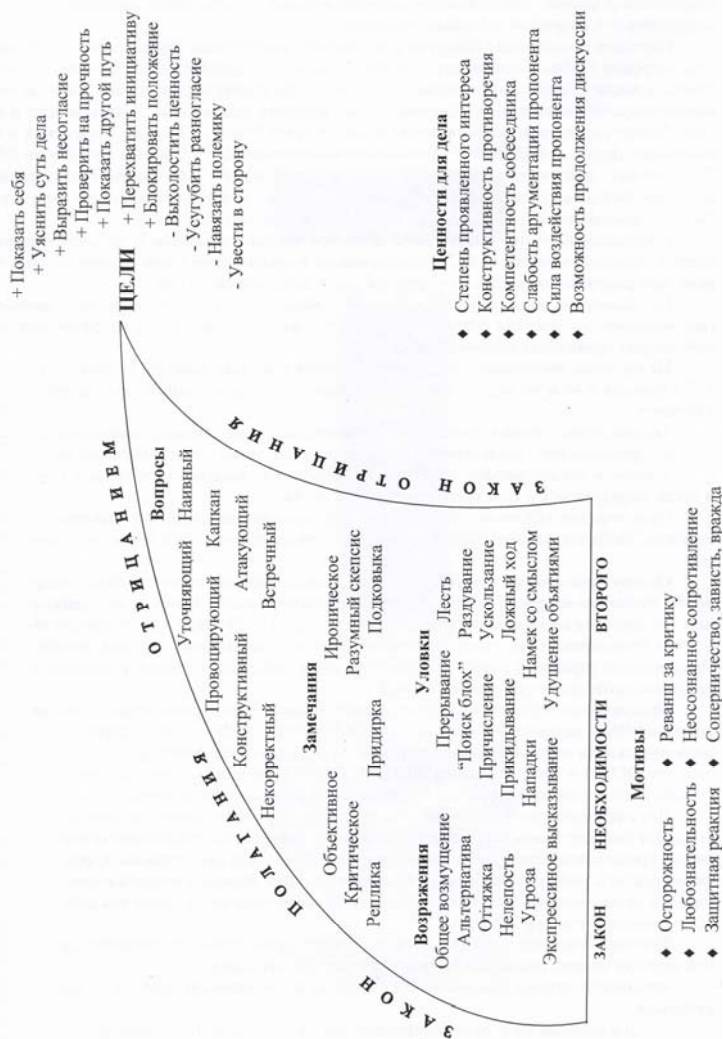 + Показать себя
+ Уяснить суть дела
+ Выразить несогласие
+ Проверить на прочность
+ Показать другой путь
+ Перехватить инициативу
+ Блокировать положение
- Выхолостить ценность
- Усугубить разногласие
- Навязать полемику
- Увести в сторону
ЦЕЛИ
ЗАКОН ПОЛАГАНИЯ ОТРИЦАНИЕМ
ЗАКОН ОТРИЦАНИЯ
Вопросы
Уточняющий Наивный
Провоцирующий Капкан
Конструктивный Атакующий
Некорректный Встречный
Замечания
Объективное Ироническое
Критическое Разумный скепсис
Реплика Придирка Подковыка
Возражения Уловки
Общее возмущение Прерывание Лесть
Альтернатива “Поиск блох” Раздувание
Оттяжка Причисление Ускользание
Нелепость Прикидывание Ложный ход
Угроза Нападки Намек со смыслом
Экспрессиное высказывание Удушение объятиями
ЗАКОН НЕОБХОДИМОСТИ ВТОРОГО
Мотивы
♦ Осторожность ♦ Реванш за критику
♦ Любознательность ♦ Неосознанное сопротивление
♦ Защитная реакция ♦ Соперничество, зависть, вражда
Ценности для дела
♦ Степень проявленного интереса
♦ Конструктивность противоречия
♦ Компетентность собеседника
♦ Слабость аргументации пропонента
♦ Сила воздействия пропонента
♦ Возможность продолжения дискуссии